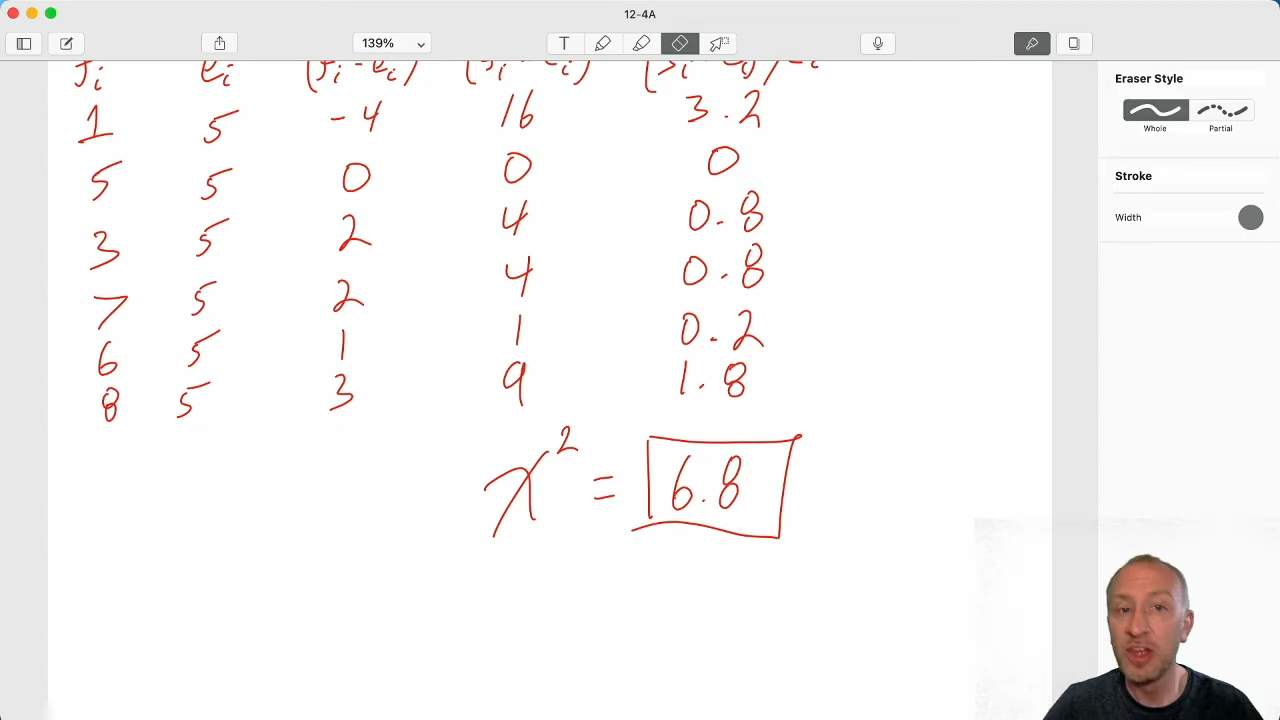 12-4A
139%
T
Eraser Style
Whole Partial
Stroke
Width
1 5 -4 16 3.2
5 5 0 0 0
3 5 2 4 0.8
7 5 2 4 0.8
6 5 1 1 0.2
8 5 3 9 1.8
χ² = 6.8